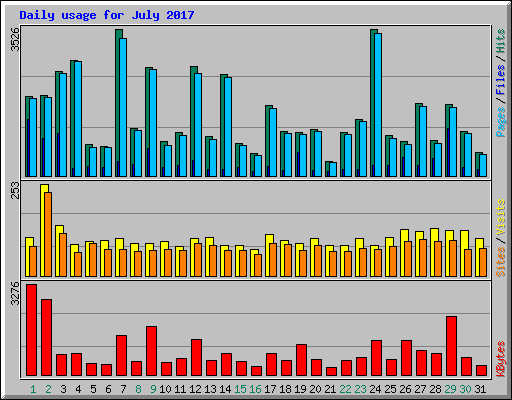 Daily usage for July 2017
3526
Pages / Files / Hits
253
Sites / Visits
3276
KBytes
1 2 3 4 5 6 7 8 9 10 11 12 13 14 15 16 17 18 19 20 21 22 23 24 25 26 27 28 29 30 31